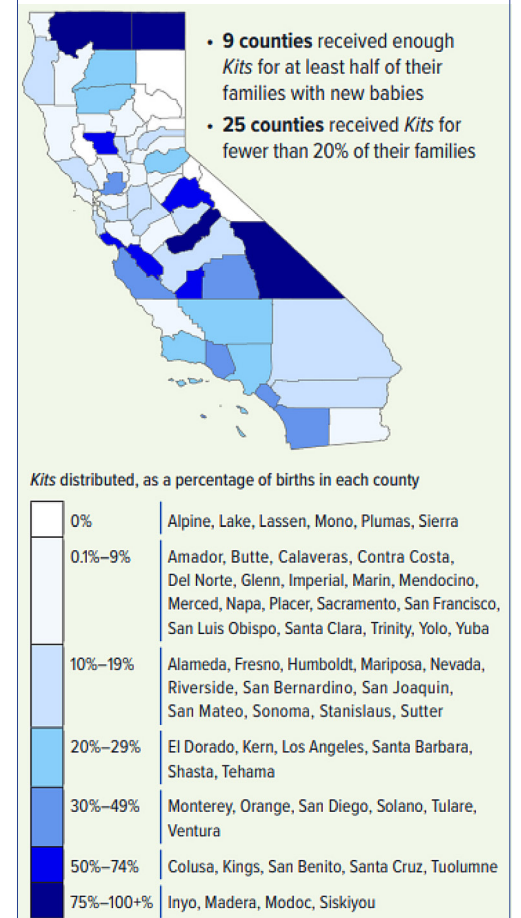 • 9 counties received enough
Kits for at least half of their
families with new babies
• 25 counties received Kits for
fewer than 20% of their families
Kits distributed, as a percentage of births in each county
0% Alpine, Lake, Lassen, Mono, Plumas, Sierra
0.1%–9% Amador, Butte, Calaveras, Contra Costa,
Del Norte, Glenn, Imperial, Marin, Mendocino,
Merced, Napa, Placer, Sacramento, San Francisco,
San Luis Obispo, Santa Clara, Trinity, Yolo, Yuba
10%–19% Alameda, Fresno, Humboldt, Mariposa, Nevada,
Riverside, San Bernardino, San Joaquin,
San Mateo, Sonoma, Stanislaus, Sutter
20%–29% El Dorado, Kern, Los Angeles, Santa Barbara,
Shasta, Tehama
30%–49% Monterey, Orange, San Diego, Solano, Tulare,
Ventura
50%–74% Colusa, Kings, San Benito, Santa Cruz, Tuolumne
75%–100+% Inyo, Madera, Modoc, Siskiyou